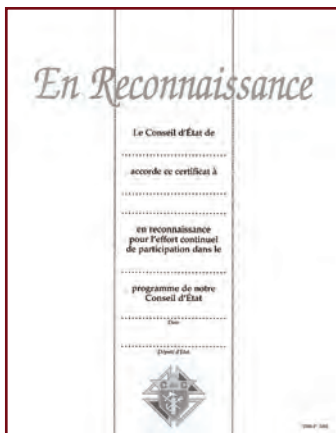 En Reconnaissance
Le Conseil d'État de
accorde ce certificat à
en reconnaissance
pour l'effort continuel
de participation dans le
programme de notre
Conseil d'État
Date
Député d'État